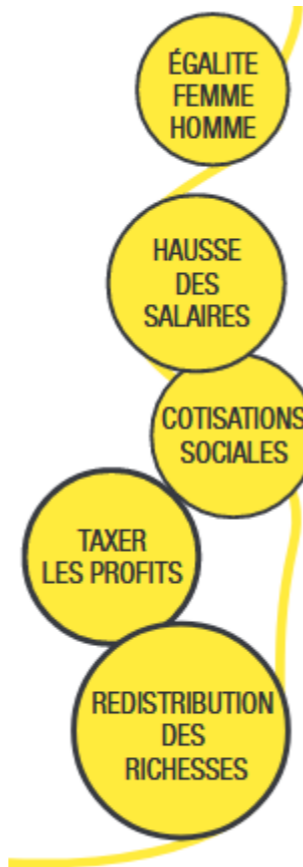 ÉGALITE
FEMME
HOMME
HAUSSE
DES
SALAIRES
COTISATIONS
SOCIALES
TAXER
LES PROFITS
REDISTRIBUTION
DES
RICHESSES